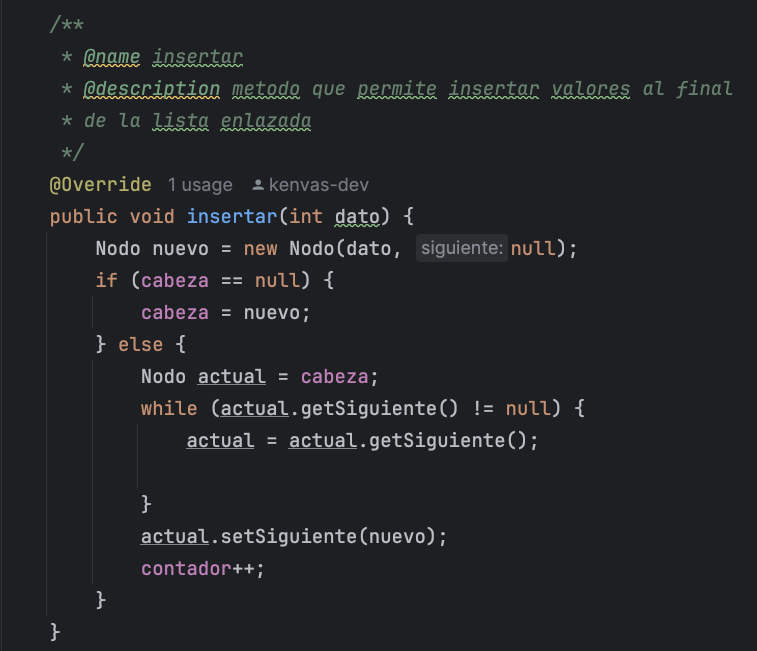 /**
 * @name insertar
 * @description metodo que permite insertar valores al final
 * de la lista enlazada
 */
@Override 1 usage kenvas-dev
public void insertar(int dato) {
    Nodo nuevo = new Nodo(dato, siguiente: null);
    if (cabeza == null) {
        cabeza = nuevo;
    } else {
        Nodo actual = cabeza;
        while (actual.getSiguiente() != null) {
            actual = actual.getSiguiente();

        }
        actual.setSiguiente(nuevo);
        contador++;
    }
}